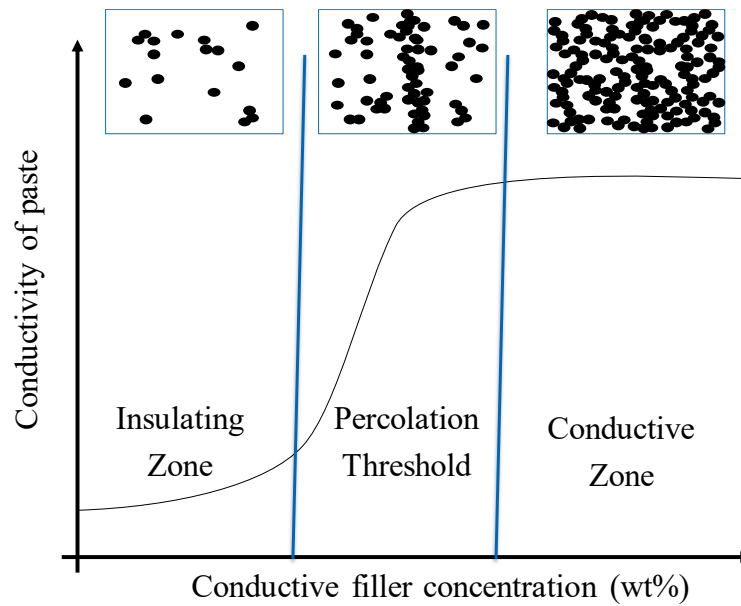 Conductivity of paste
Insulating
Zone
Percolation
Threshold
Conductive
Zone
Conductive filler concentration (wt%)